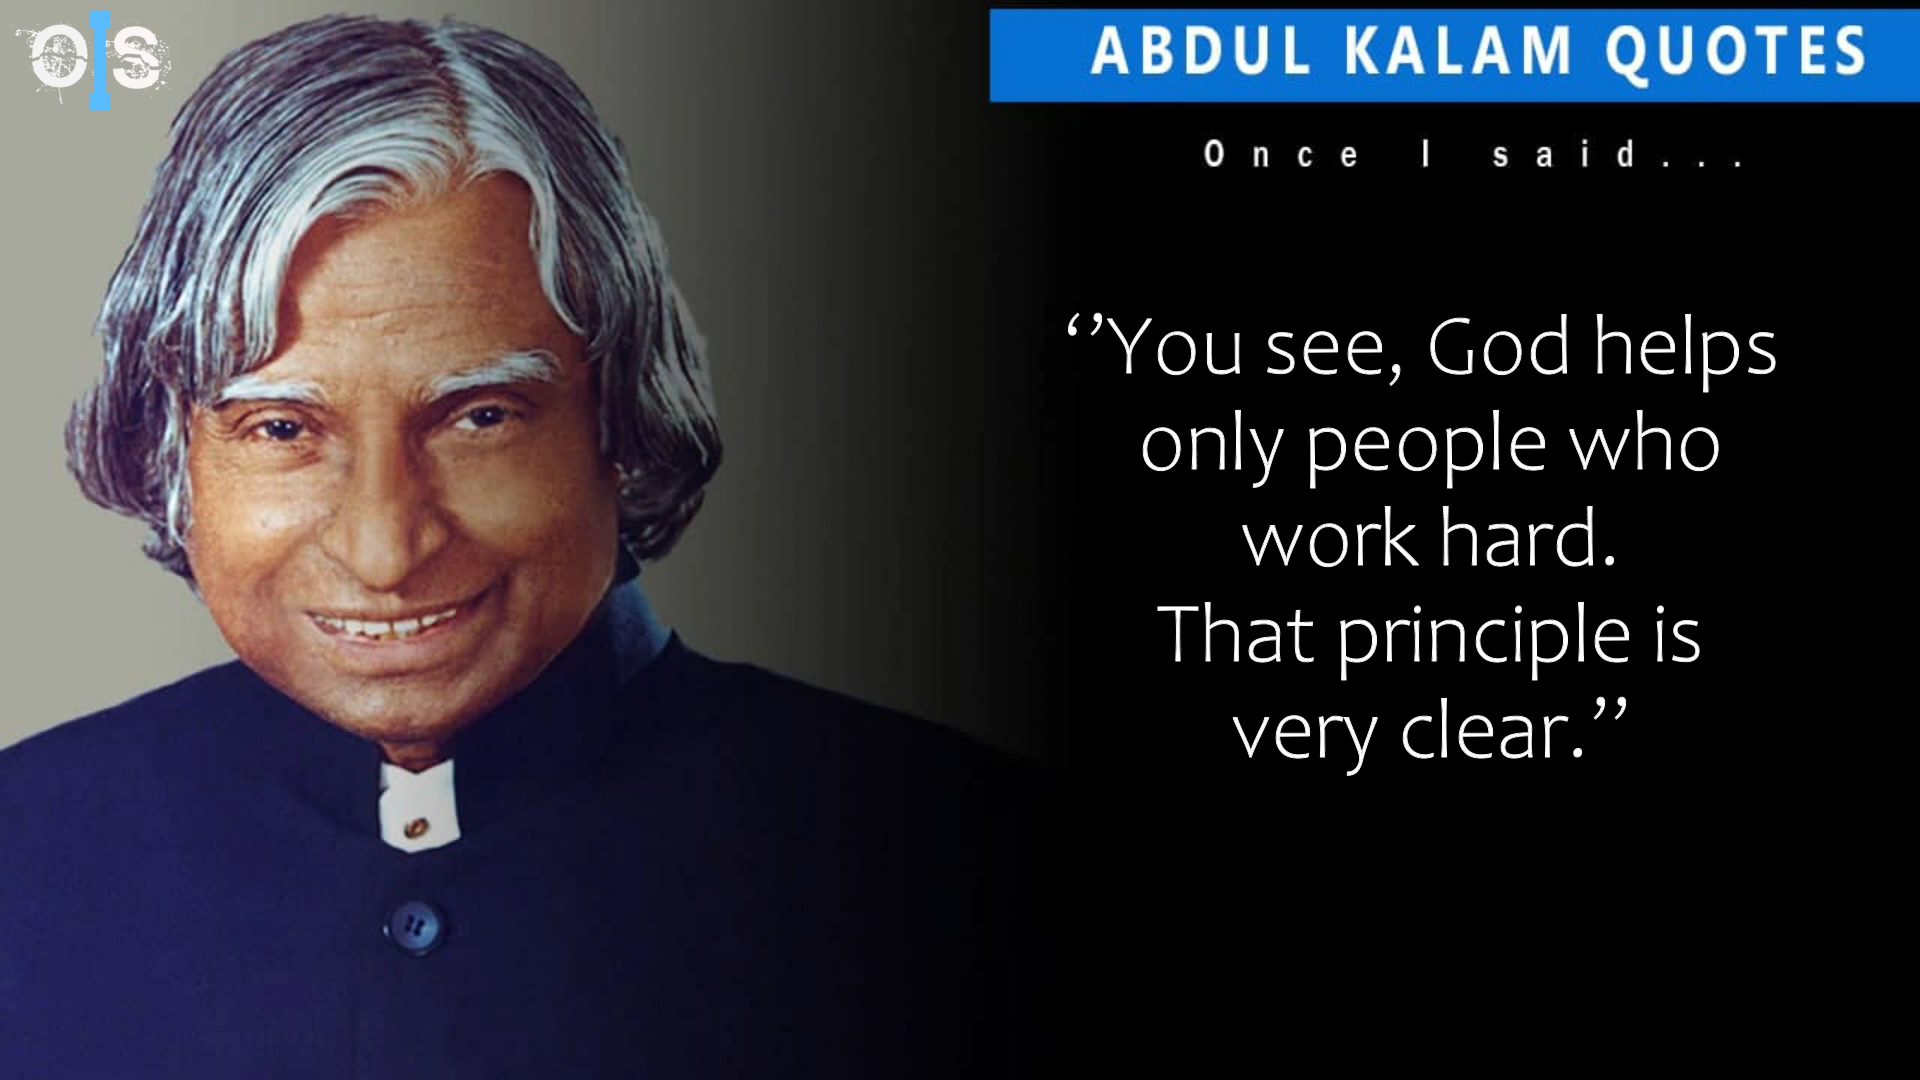 OIS
ABDUL KALAM QUOTES
Once I said...
‘’You see, God helps
only people who
work hard.
That principle is
very clear.’’